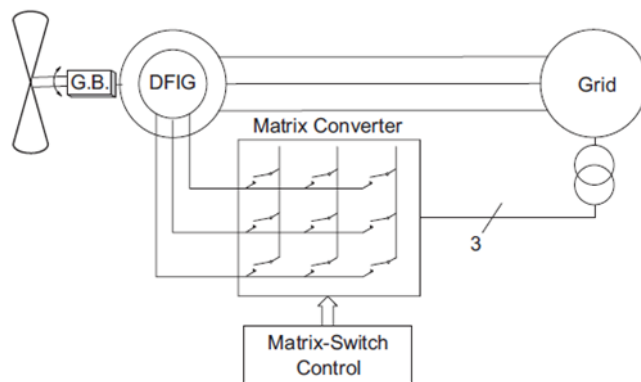 G.B.
DFIG
Grid
Matrix Converter
3
Matrix-Switch
Control